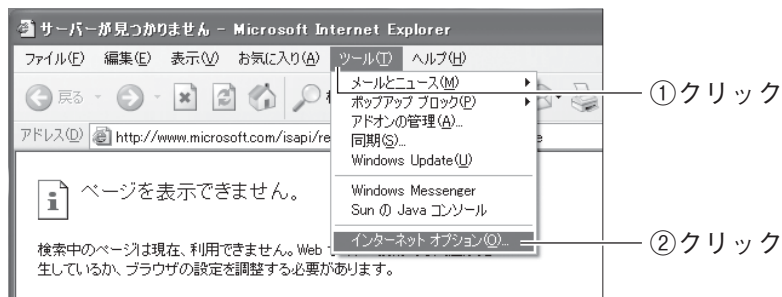 サーバーが見つかりません - Microsoft Internet Explorer
ファイル(F) 編集(E) 表示(V) お気に入り(A) ツール(T) ヘルプ(H)
戻る
メールとニュース(M)
ポップアップ ブロック(P)
アドオンの管理(A)...
同期(S)...
Windows Update(U)
Windows Messenger
Sun の Java コンソール
インターネット オプション(O)...
①クリック
②クリック
アドレス(D) http://www.microsoft.com/isapi/re
ページを表示できません。
検索中のページは現在、利用できません。Web
生しているか、ブラウザの設定を調整する必要があります。